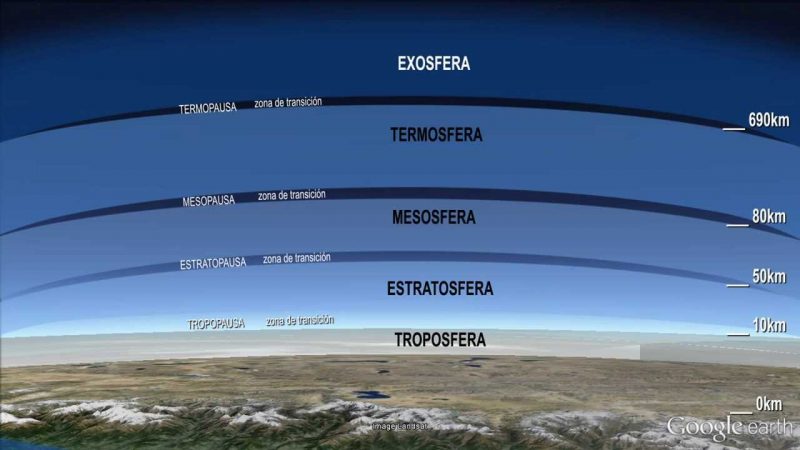 EXOSFERA
TERMOPAUSA zona de transición
690km
TERMOSFERA
MESOPAUSA zona de transición
MESOSFERA
80km
ESTRATOPAUSA zona de transición
50km
ESTRATOSFERA
TROPOPAUSA zona de transición
10km
TROPOSFERA
0km
Image Landsat
Google earth